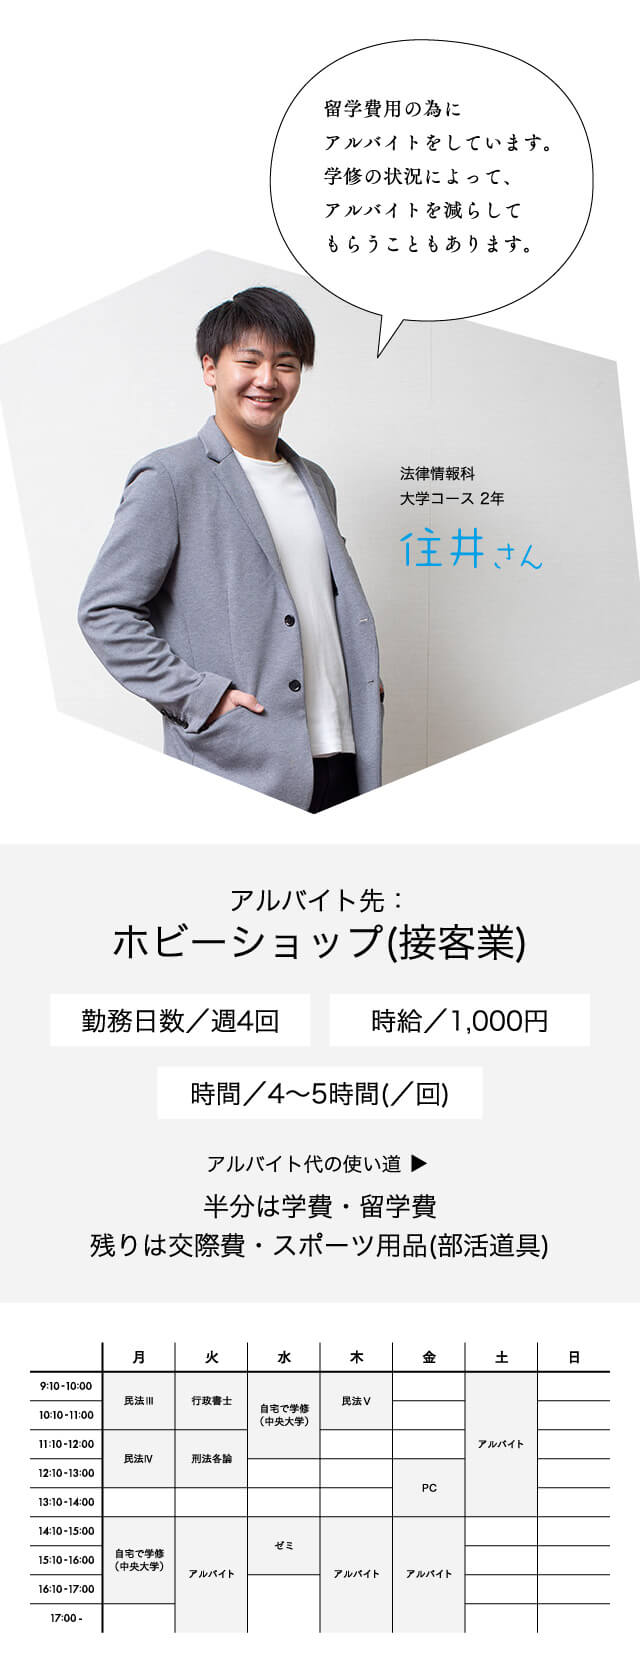 留学費用の為に
アルバイトをしています。
学修の状況によって、
アルバイトを減らして
もらうこともあります。
法律情報科
大学コース 2年
住井さん
アルバイト先：
ホビーショップ(接客業)
勤務日数／週4回
時給／1,000円
時間／4〜5時間(／回)
アルバイト代の使い道 ▶
半分は学費・留学費
残りは交際費・スポーツ用品(部活道具)
月 火 水 木 金 土 日
9:10-10:00
10:10-11:00
11:10-12:00
12:10-13:00
13:10-14:00
14:10-15:00
15:10-16:00
16:10-17:00
17:00-
民法Ⅲ
民法Ⅳ
自宅で学修
（中央大学）
行政書士
刑法各論
アルバイト
自宅で学修
（中央大学）
ゼミ
民法Ⅴ
アルバイト
PC
アルバイト
アルバイト